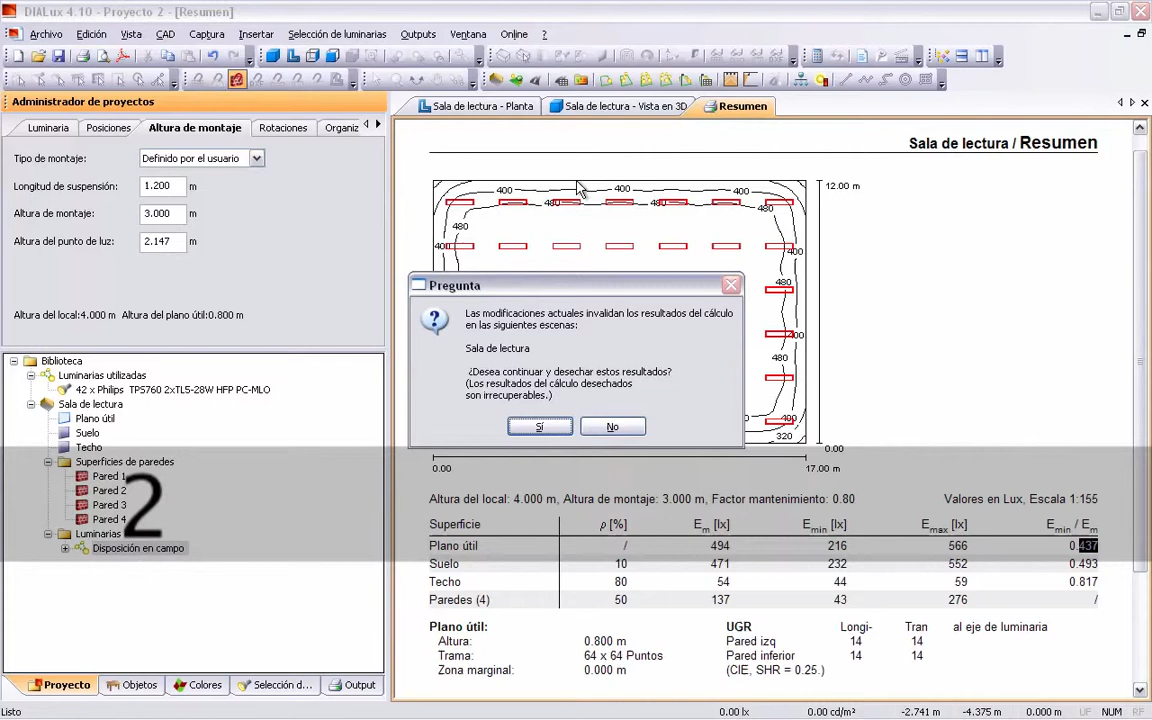 DIALux 4.10 - Proyecto 2 - [Resumen]
Archivo Edición Vista CAD Captura Insertar Selección de luminarias Outputs Ventana Online ?
Administrador de proyectos
Luminaria Posiciones Altura de montaje Rotaciones Organiz
Tipo de montaje: Definido por el usuario
Longitud de suspensión: 1.200 m
Altura de montaje: 3.000 m
Altura del punto de luz: 2.147 m
Altura del local:4.000 m Altura del plano útil:0.800 m
Biblioteca
Luminarias utilizadas
42 x Philips TPS760 2xTL5-28W HFP PC-MLO
Sala de lectura
Plano útil
Suelo
Techo
Superficies de paredes
Pared 1
Pared 2
Pared 3
Pared 4
Luminarias
Disposición en campo
2
Proyecto Objetos Colores Selección d... Output
Sala de lectura - Planta Sala de lectura - Vista en 3D Resumen
Sala de lectura / Resumen
400 400 400 12.00 m
480 480 480
480
400 400
480
400
480
400
400
320 0.00
0.00 17.00 m
Pregunta
Las modificaciones actuales invalidan los resultados del cálculo
en las siguientes escenas:
Sala de lectura
¿Desea continuar y desechar estos resultados?
(Los resultados del cálculo desechados
son irrecuperables.)
Sí No
Altura del local: 4.000 m, Altura de montaje: 3.000 m, Factor mantenimiento: 0.80 Valores en Lux, Escala 1:155
Superficie ρ [%] Em [lx] Emin [lx] Emax [lx] Emin / Em
Plano útil / 494 216 566 0.437
Suelo 10 471 232 552 0.493
Techo 80 54 44 59 0.817
Paredes (4) 50 137 43 276 /
Plano útil: UGR Longi- Tran al eje de luminaria
Altura: 0.800 m Pared izq 14 14
Trama: 64 x 64 Puntos Pared inferior 14 14
Zona marginal: 0.000 m (CIE, SHR = 0.25.)
Listo 0.00 lx 0.00 cd/m² -2.741 m -4.375 m 0.000 m UF NUM RF